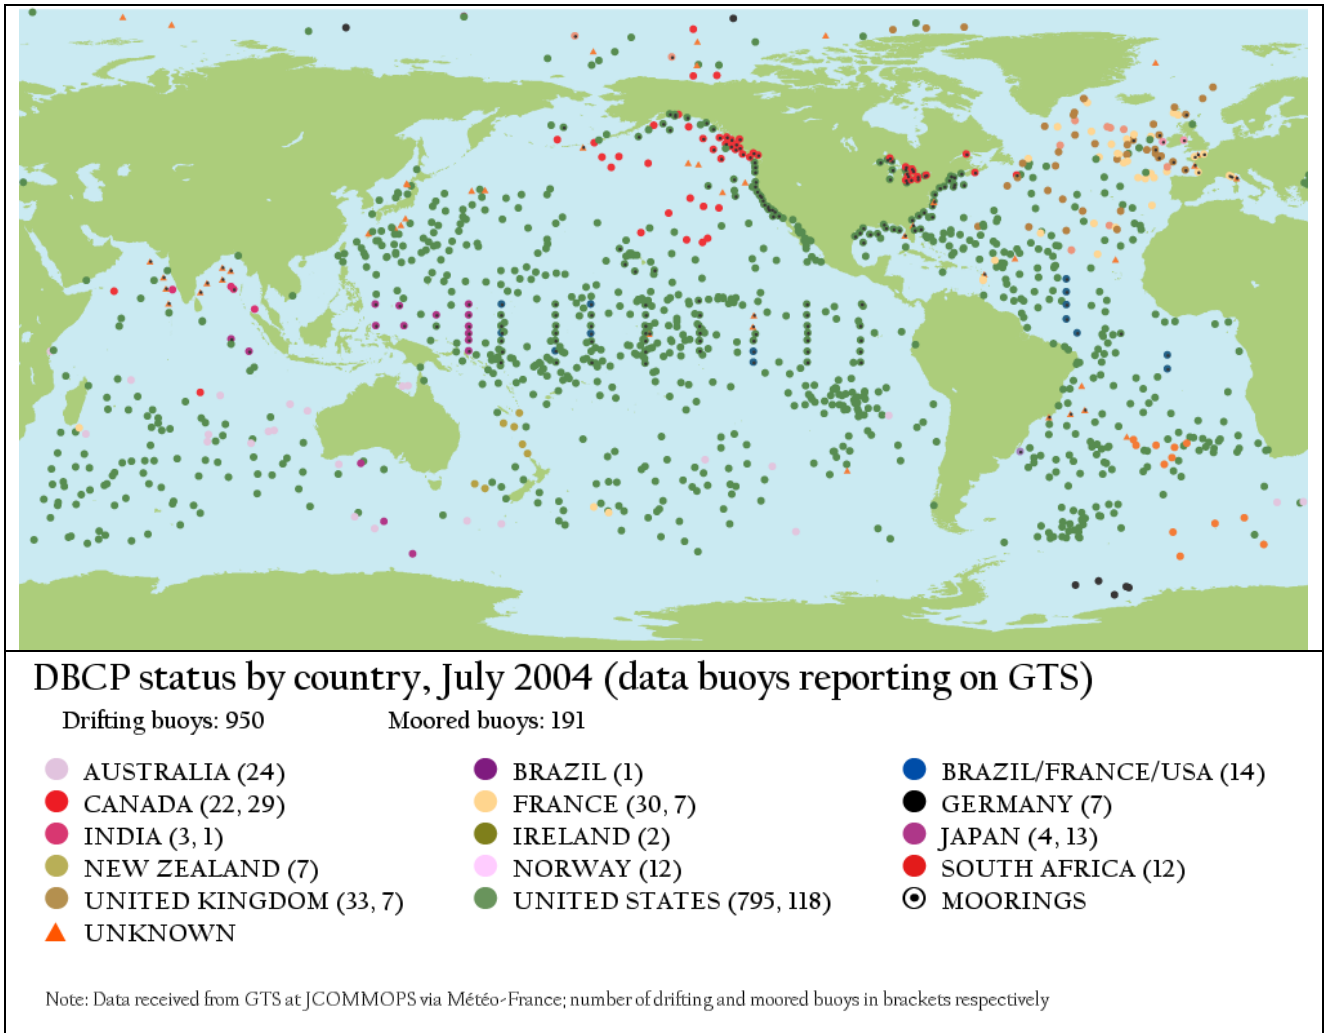 DBCP status by country, July 2004 (data buoys reporting on GTS)
Drifting buoys: 950 Moored buoys: 191
AUSTRALIA (24) BRAZIL (1) BRAZIL/FRANCE/USA (14)
CANADA (22, 29) FRANCE (30, 7) GERMANY (7)
INDIA (3, 1) IRELAND (2) JAPAN (4, 13)
NEW ZEALAND (7) NORWAY (12) SOUTH AFRICA (12)
UNITED KINGDOM (33, 7) UNITED STATES (795, 118) MOORINGS
UNKNOWN
Note: Data received from GTS at JCOMMOPS via Météo-France; number of drifting and moored buoys in brackets respectively